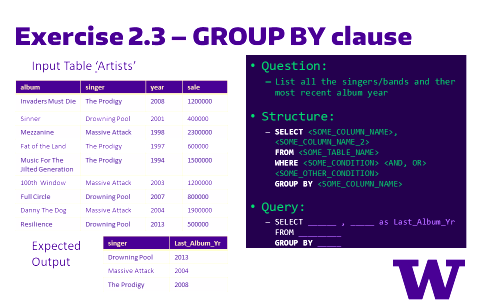 Exercise 2.3 – GROUP BY clause
Input Table 'Artists'
album singer year sale
Invaders Must Die The Prodigy 2008 1200000
Sinner Drowning Pool 2001 400000
Mezzanine Massive Attack 1998 2300000
Fat of the Land The Prodigy 1997 600000
Music For The
Jilted Generation The Prodigy 1994 1500000
100th Window Massive Attack 2003 1200000
Full Circle Drowning Pool 2007 800000
Danny The Dog Massive Attack 2004 1900000
Resilience Drowning Pool 2013 500000
Expected
Output
singer Last_Album_Yr
Drowning Pool 2013
Massive Attack 2004
The Prodigy 2008
• Question:
– List all the singers/bands and ther
most recent album year
• Structure:
– SELECT <SOME_COLUMN_NAME>,
<SOME_COLUMN_NAME_2>
FROM <SOME_TABLE_NAME>
WHERE <SOME_CONDITION> <AND, OR>
<SOME_OTHER_CONDITION>
GROUP BY <SOME_COLUMN_NAME>
• Query:
– SELECT _____ , ____ as Last_Album_Yr
FROM _________
GROUP BY _____
W